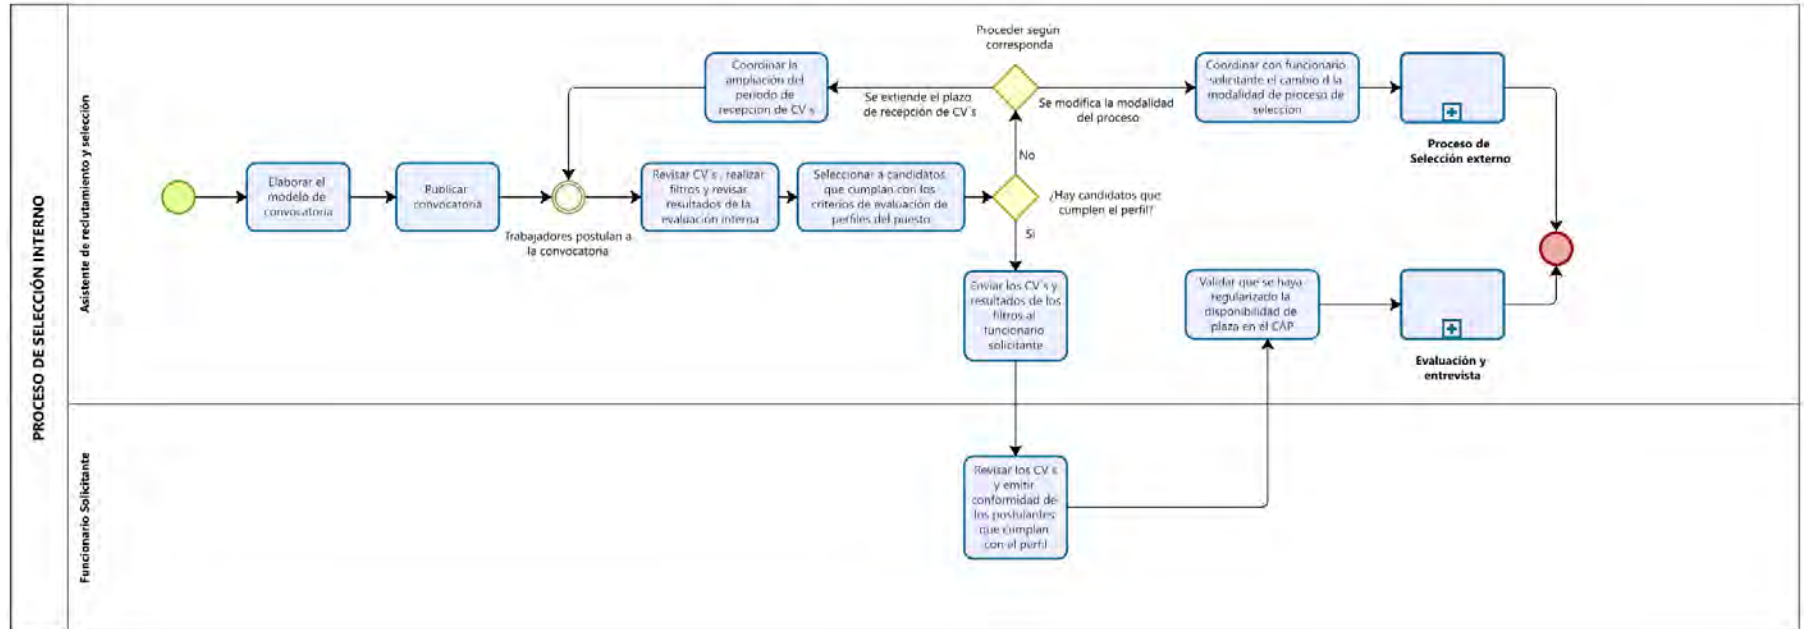 PROCESO DE SELECCIÓN INTERNO
Asistente de reclutamiento y selección
Elaborar el
modelo de
convocatoria
Publicar
convocatoria
Trabajadores postulan a
la convocatoria
Coordinar la
ampliación del
periodo de
recepcion de CV´s
Se extiende el plazo
de recepción de CV´s
Proceder según
corresponda
Se modifica la modalidad
del proceso
Coordinar con funcionario
solicitante el cambio d la
modalidad de proceso de
selección
Proceso de
Selección externo
Revisar CV´s , realizar
filtros y revisar
resultados de la
evaluación interna
Seleccionar a candidatos
que cumplan con los
criterios de evaluación de
perfiles del puesto
No
¿Hay candidatos que
cumplen el perfil?
Si
Enviar los CV´s y
resultados de los
filtros al
funcionario
solicitante
Validar que se haya
regularizado la
disponibilidad de
plaza en el CAP
Evaluación y
entrevista
Funcionario Solicitante
Revisar los CV´s
y emitir
conformidad de
los postulantes
que cumplan
con el perfil